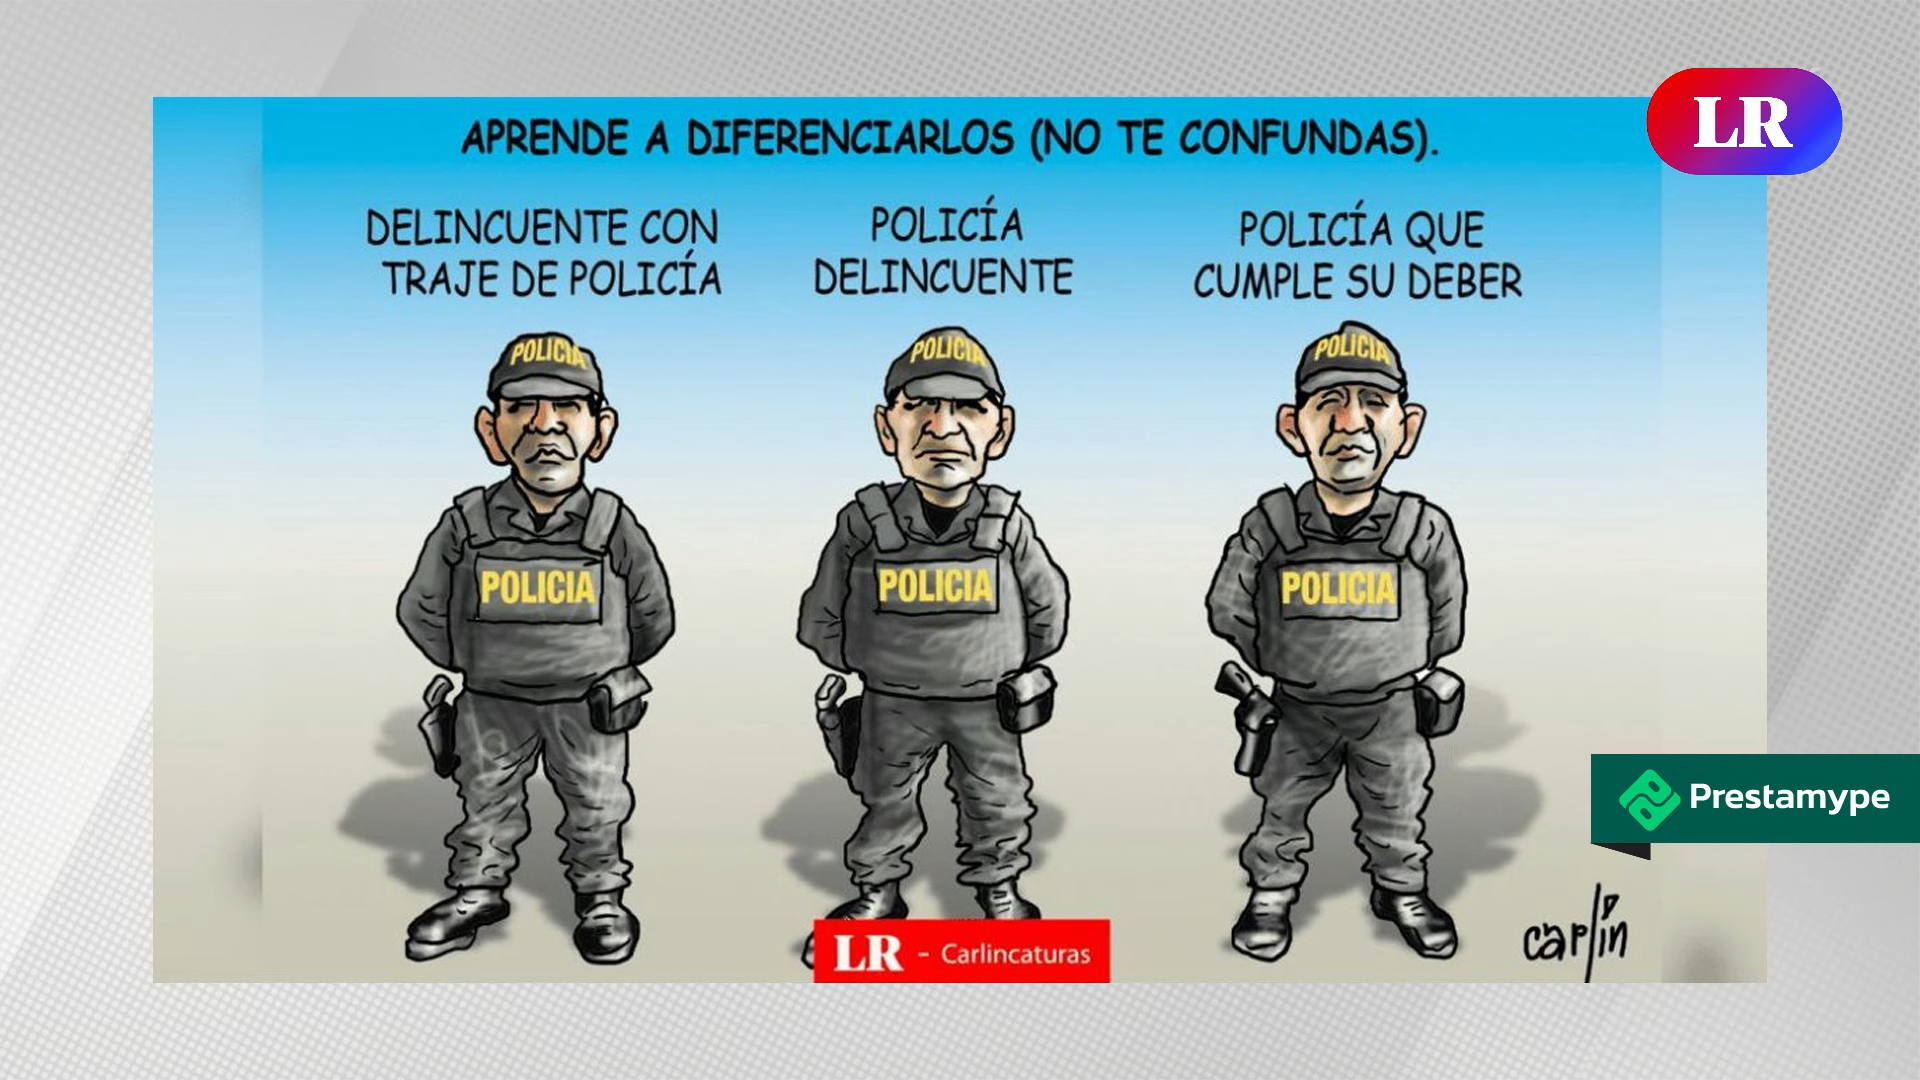 LR
APRENDE A DIFERENCIARLOS (NO TE CONFUNDAS).
DELINCUENTE CON
TRAJE DE POLICÍA
POLICÍA
DELINCUENTE
POLICÍA QUE
CUMPLE SU DEBER
POLICIA
POLICIA
POLICIA
POLICIA
POLICIA
POLICIA
Prestamype
LR - Carlincaturas
carlín